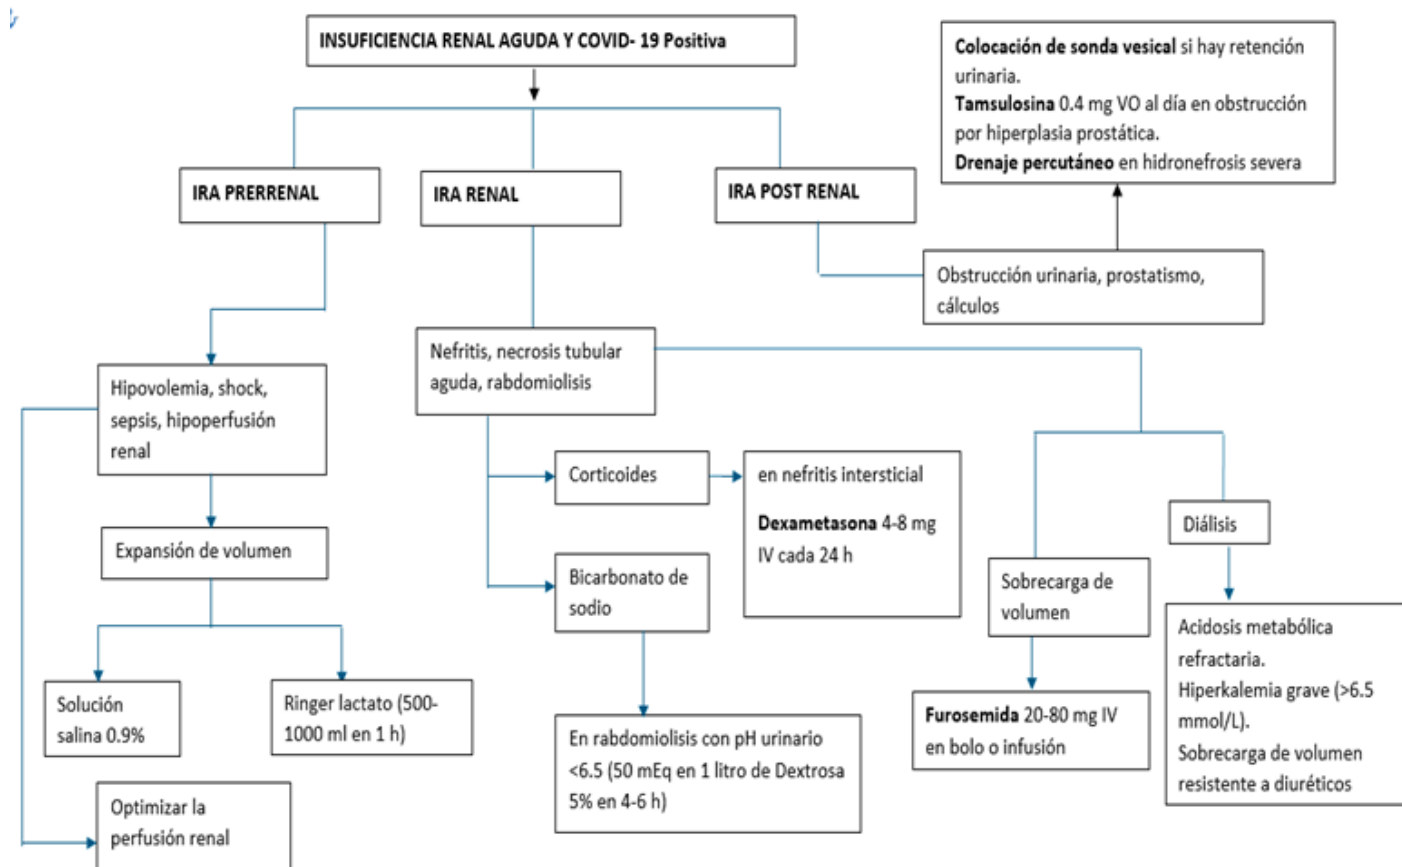 INSUFICIENCIA RENAL AGUDA Y COVID- 19 Positiva
Colocación de sonda vesical si hay retención
urinaria.
Tamsulosina 0.4 mg VO al día en obstrucción
por hiperplasia prostática.
Drenaje percutáneo en hidronefrosis severa
IRA PRERRENAL
IRA RENAL
IRA POST RENAL
Obstrucción urinaria, prostatismo,
cálculos
Hipovolemia, shock,
sepsis, hipoperfusión
renal
Nefritis, necrosis tubular
aguda, rabdomiolisis
Expansión de volumen
Corticoides
en nefritis intersticial
Dexametasona 4-8 mg
IV cada 24 h
Bicarbonato de
sodio
Sobrecarga de
volumen
Diálisis
Solución
salina 0.9%
Ringer lactato (500-
1000 ml en 1 h)
Optimizar la
perfusión renal
En rabdomiolisis con pH urinario
<6.5 (50 mEq en 1 litro de Dextrosa
5% en 4-6 h)
Furosemida 20-80 mg IV
en bolo o infusión
Acidosis metabólica
refractaria.
Hiperkalemia grave (>6.5
mmol/L).
Sobrecarga de volumen
resistente a diuréticos